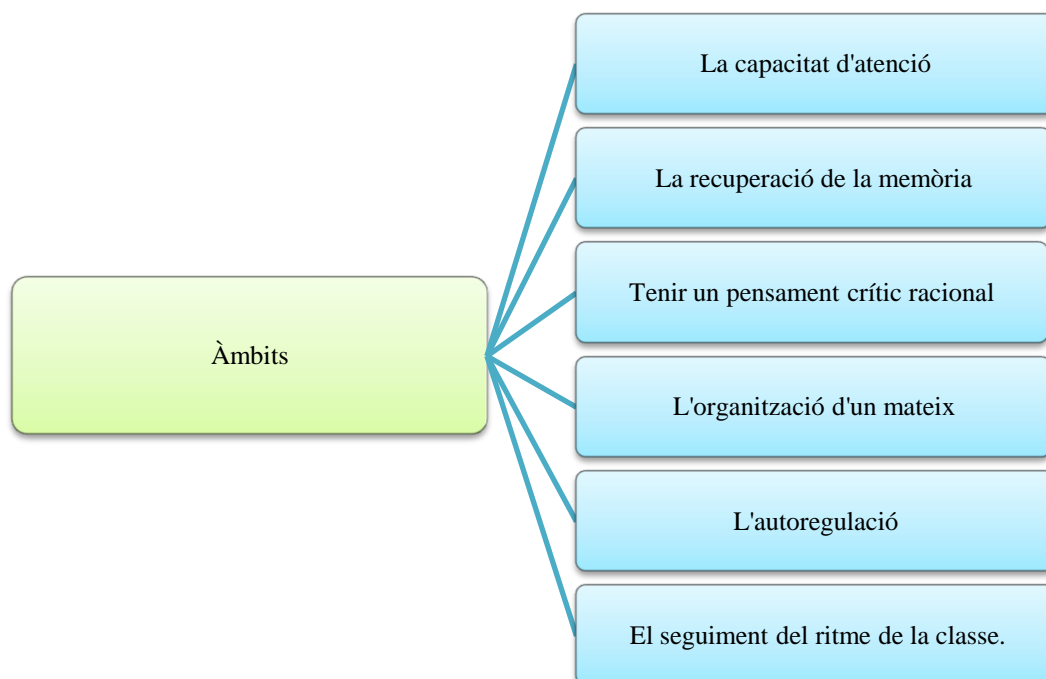 La capacitat d'atenció
La recuperació de la memòria
Tenir un pensament crític racional
Àmbits
L'organització d'un mateix
L'autoregulació
El seguiment del ritme de la classe.